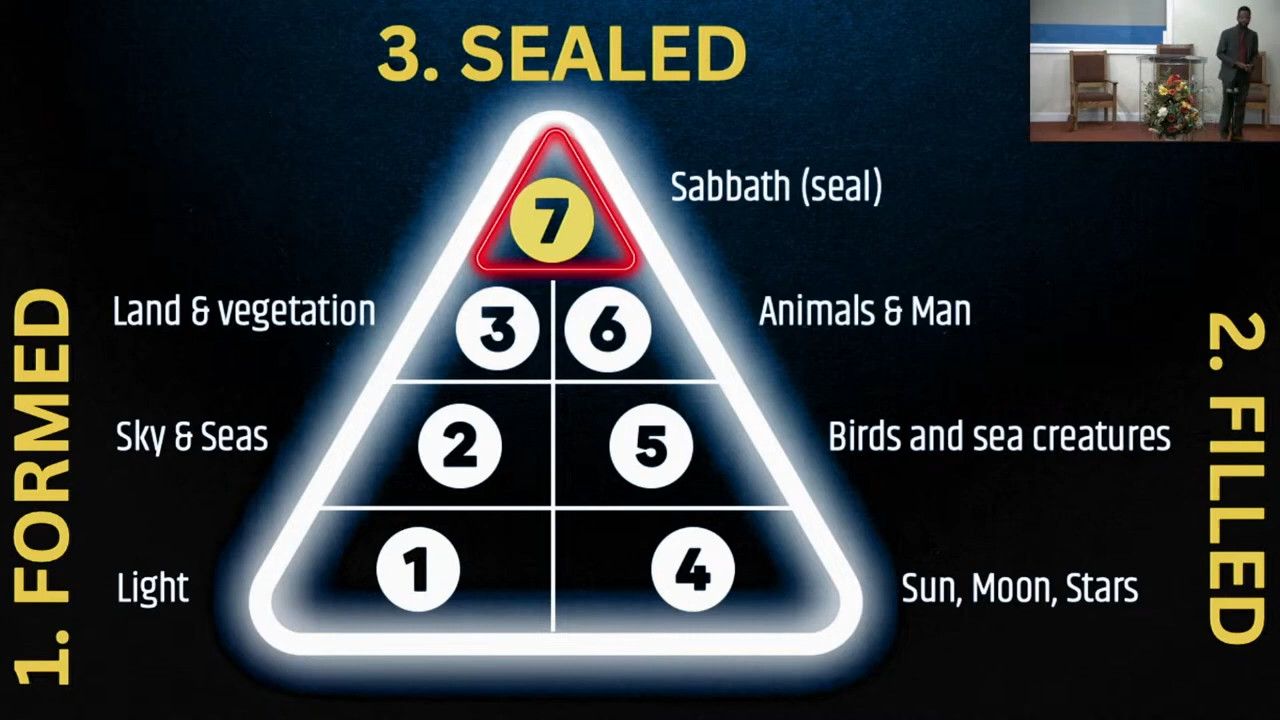 3. SEALED
7
Sabbath (seal)
Land & vegetation
3
6
Animals & Man
Sky & Seas
2
5
Birds and sea creatures
Light
1
4
Sun, Moon, Stars
1. FORMED
2. FILLED